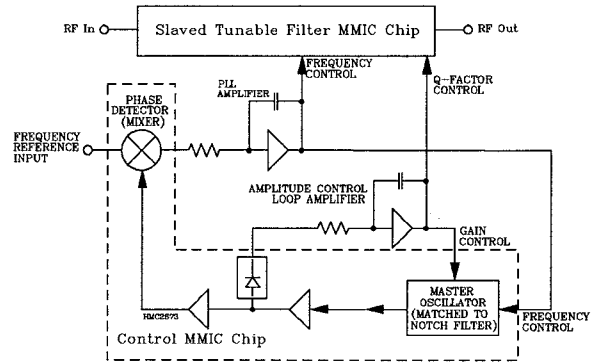 Slaved Tunable Filter MMIC Chip
RF In
RF Out
FREQUENCY
CONTROL
Q-FACTOR
CONTROL
PLL
AMPLIFIER
PHASE
DETECTOR
(MIXER)
FREQUENCY
REFERENCE
INPUT
AMPLITUDE CONTROL
LOOP AMPLIFIER
GAIN
CONTROL
MASTER
OSCILLATOR
(MATCHED TO
NOTCH FILTER)
FREQUENCY
CONTROL
HMC2573
Control MMIC Chip